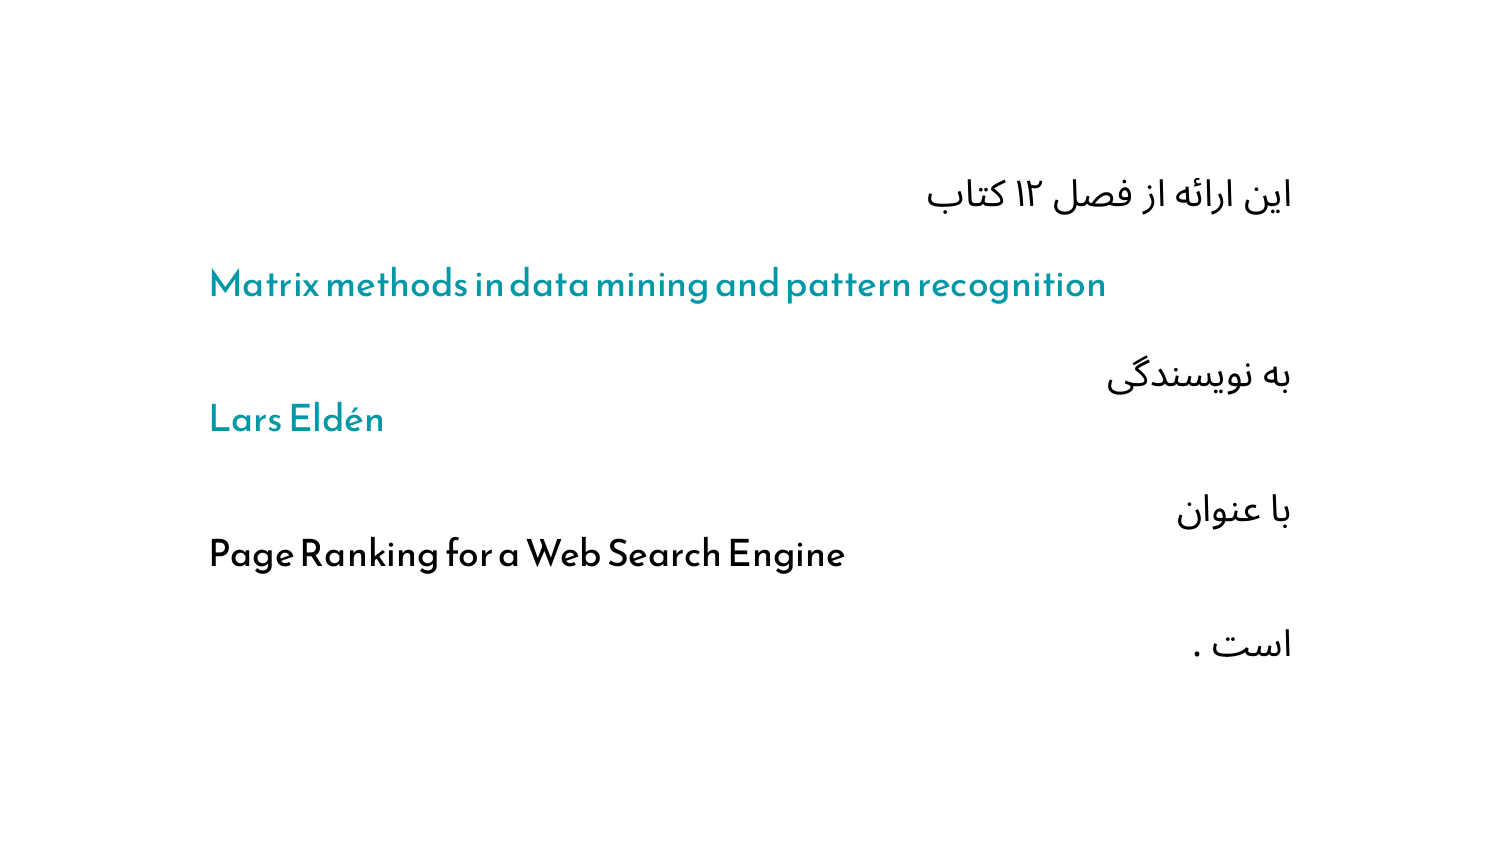 این ارائه از فصل ۱۲ کتاب
Matrix methods in data mining and pattern recognition
به نویسندگی
Lars Eldén
با عنوان
Page Ranking for a Web Search Engine
است .